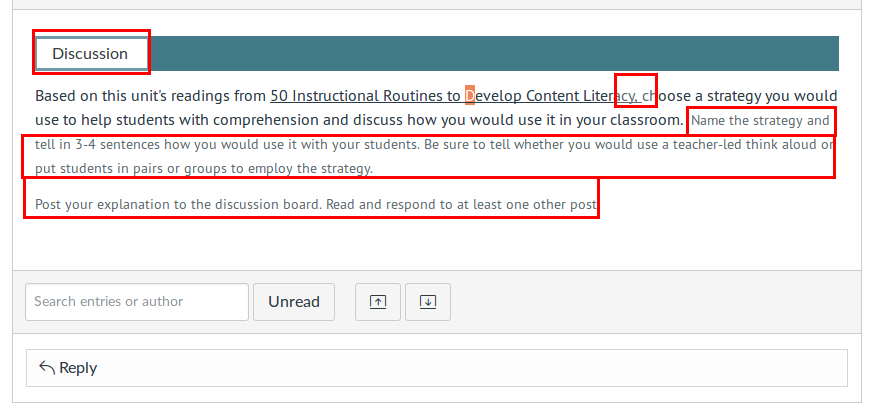 Discussion
Based on this unit's readings from 50 Instructional Routines to Develop Content Literacy, choose a strategy you would
use to help students with comprehension and discuss how you would use it in your classroom. Name the strategy and
tell in 3-4 sentences how you would use it with your students. Be sure to tell whether you would use a teacher-led think aloud or
put students in pairs or groups to employ the strategy.
Post your explanation to the discussion board. Read and respond to at least one other post
Search entries or author Unread
Reply